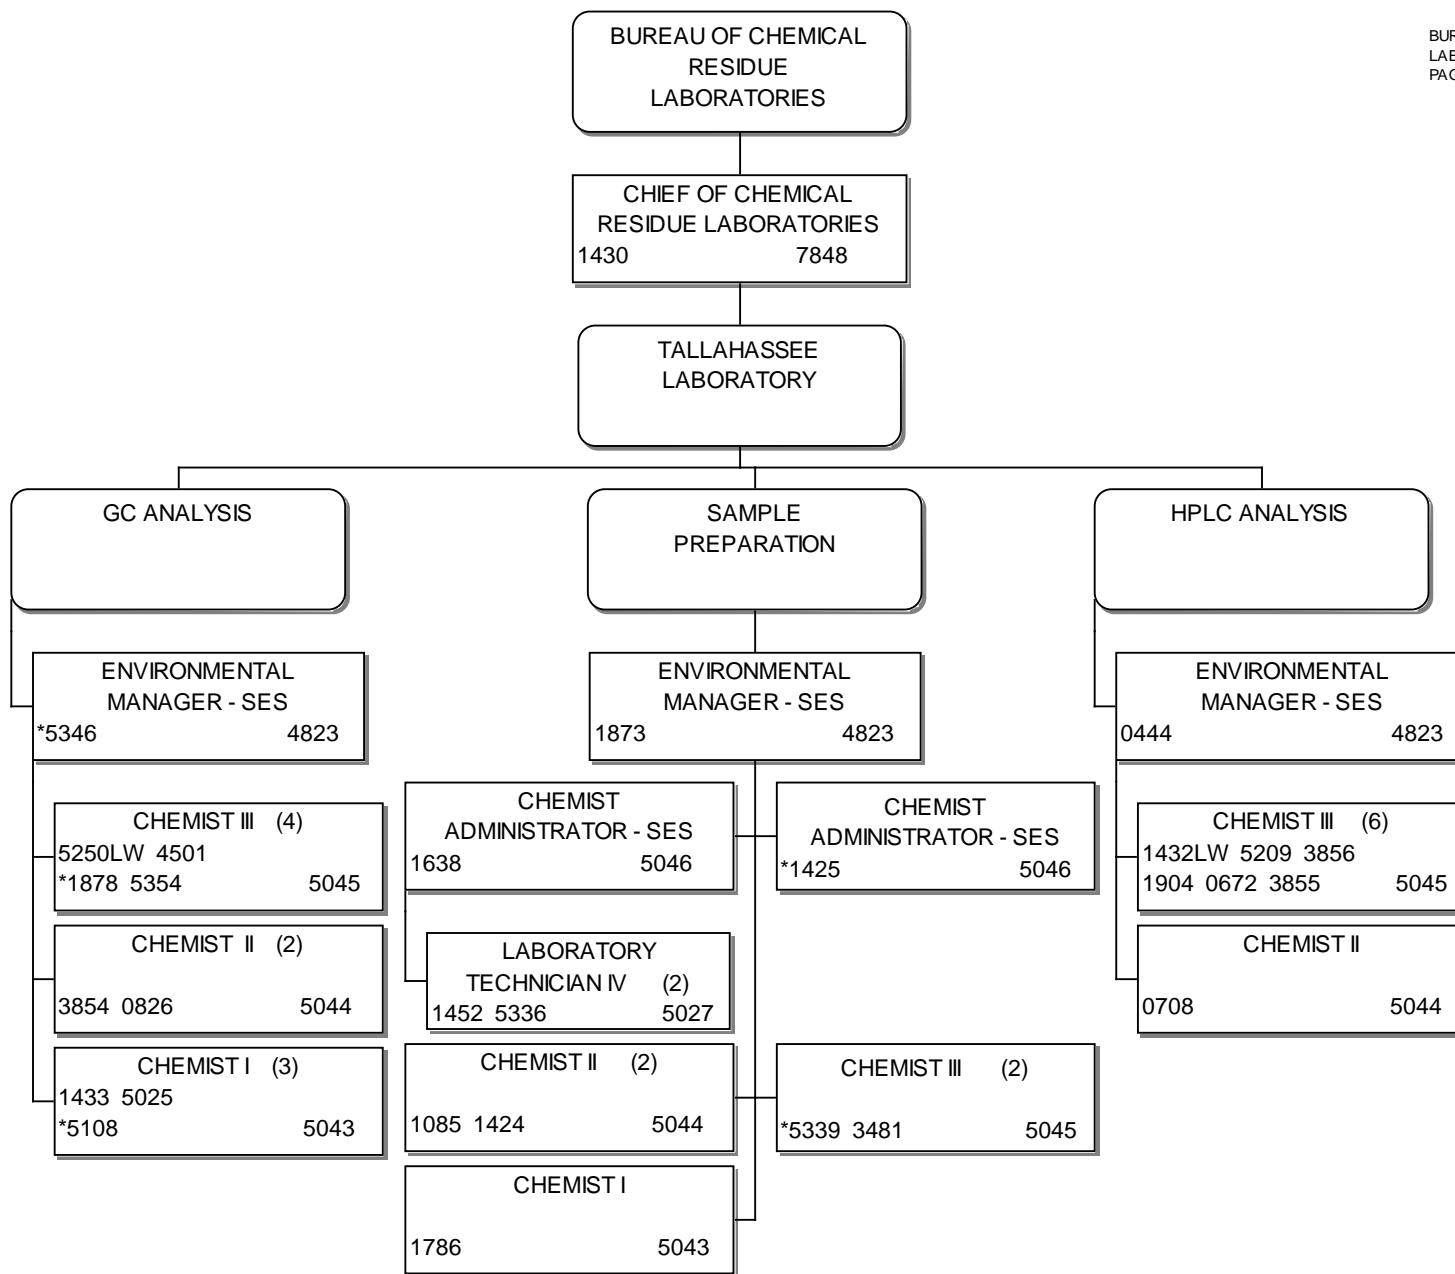 BUREAU OF CHEMICAL
RESIDUE
LABORATORIES
CHIEF OF CHEMICAL
RESIDUE LABORATORIES
1430 7848
TALLAHASSEE
LABORATORY
GC ANALYSIS
ENVIRONMENTAL
MANAGER - SES
*5346 4823
CHEMIST III (4)
5250LW 4501
*1878 5354 5045
CHEMIST II (2)
3854 0826 5044
CHEMIST I (3)
1433 5025
*5108 5043
SAMPLE
PREPARATION
ENVIRONMENTAL
MANAGER - SES
1873 4823
CHEMIST
ADMINISTRATOR - SES
1638 5046
LABORATORY
TECHNICIAN IV (2)
1452 5336 5027
CHEMIST
ADMINISTRATOR - SES
*1425 5046
CHEMIST II (2)
1085 1424 5044
CHEMIST III (2)
*5339 3481 5045
CHEMIST I
1786 5043
HPLC ANALYSIS
ENVIRONMENTAL
MANAGER - SES
0444 4823
CHEMIST III (6)
1432LW 5209 3856
1904 0672 3855 5045
CHEMIST II
0708 5044